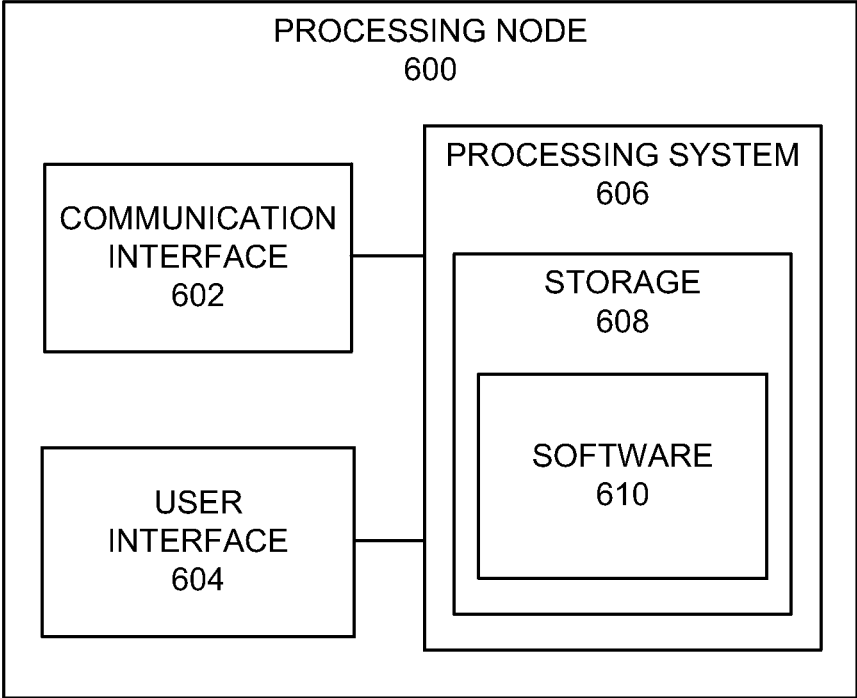 PROCESSING NODE
600
COMMUNICATION
INTERFACE
602
PROCESSING SYSTEM
606
STORAGE
608
SOFTWARE
610
USER
INTERFACE
604